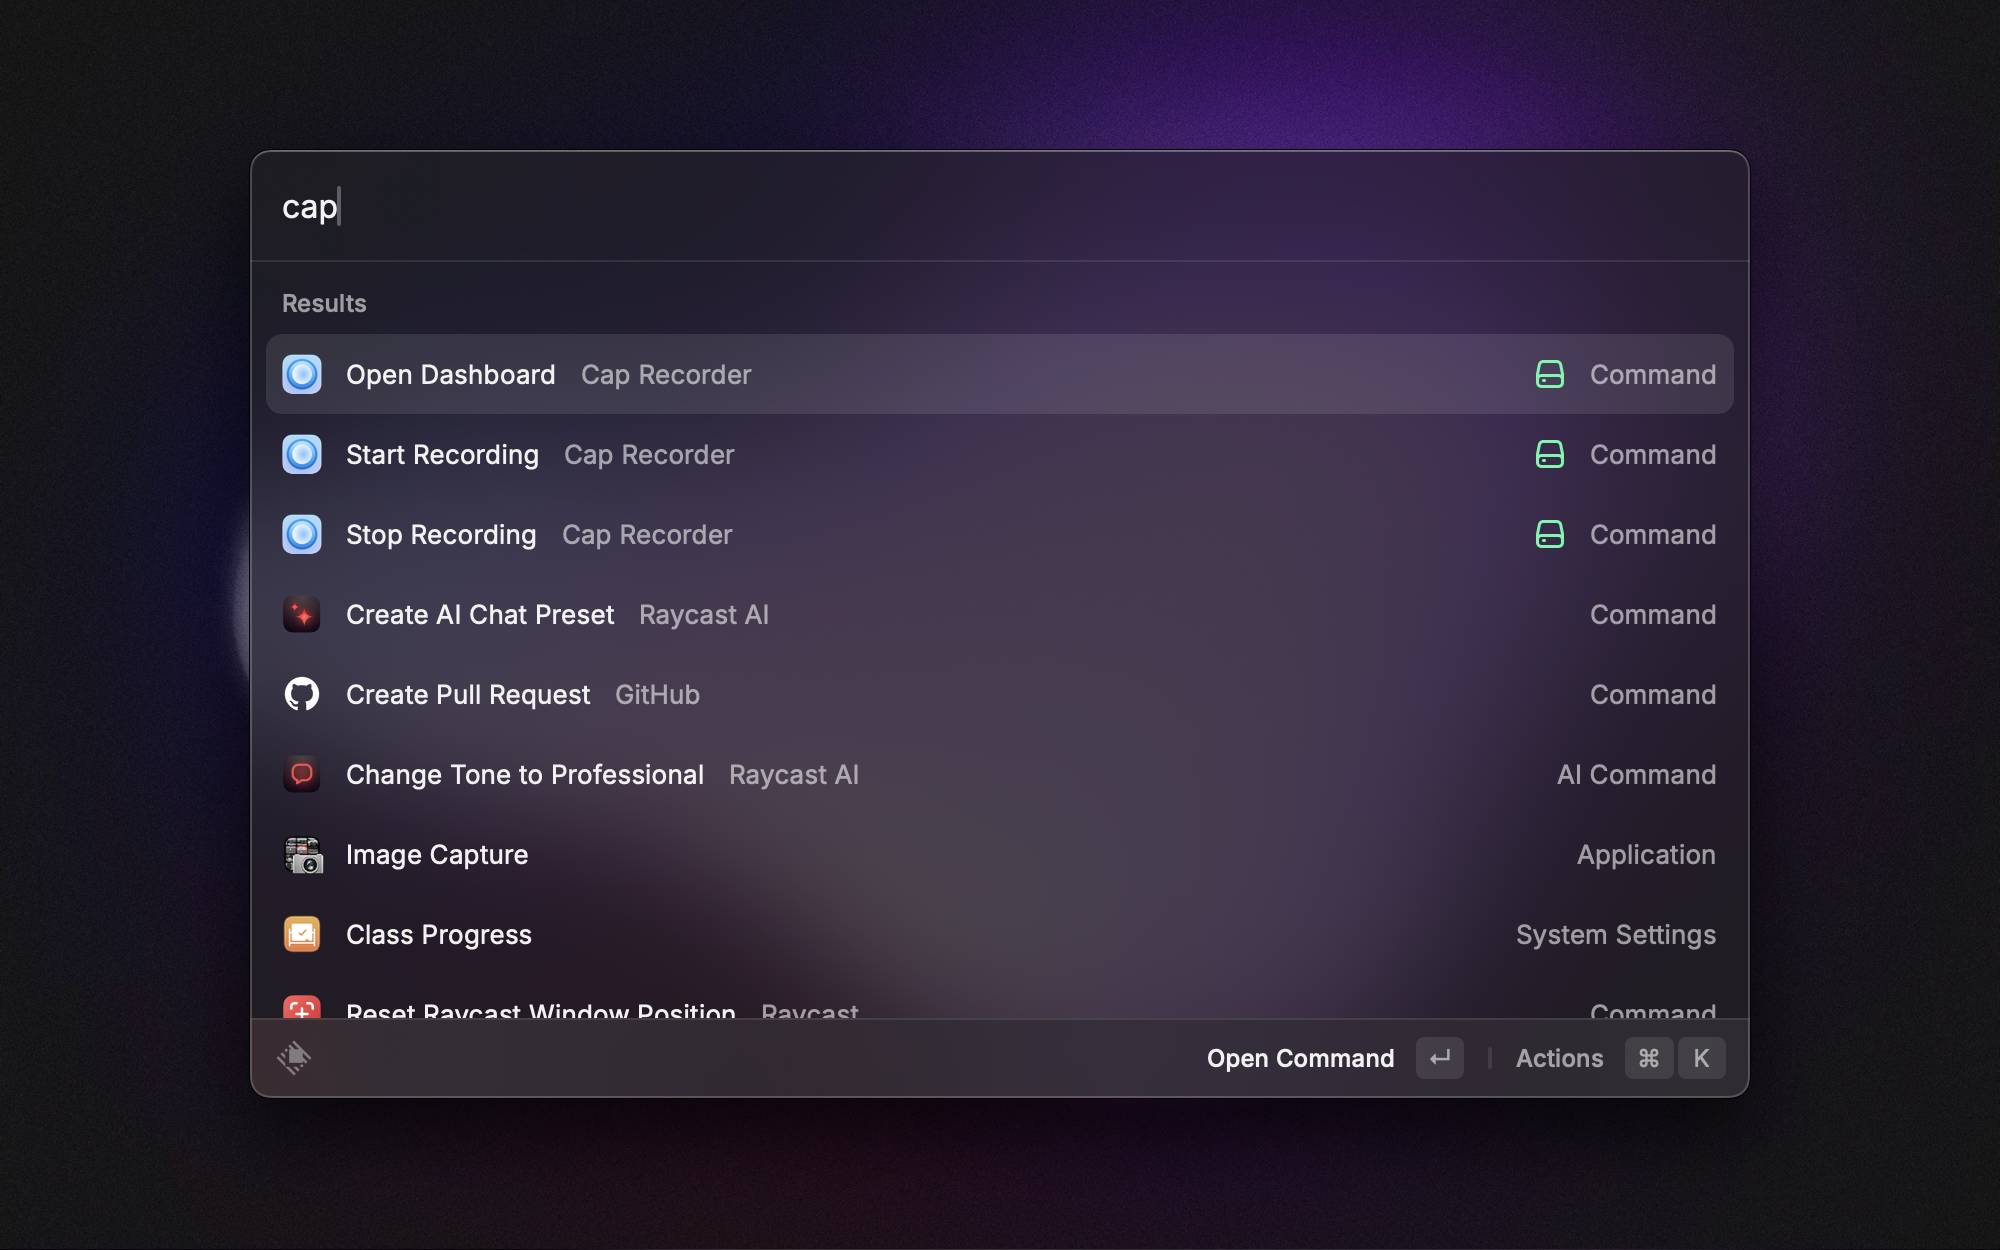 cap
Results
Open Dashboard Cap Recorder Command
Start Recording Cap Recorder Command
Stop Recording Cap Recorder Command
Create AI Chat Preset Raycast AI Command
Create Pull Request GitHub Command
Change Tone to Professional Raycast AI AI Command
Image Capture Application
Class Progress System Settings
Reset Raycast Window Position Raycast Command
Open Command ↵ Actions ⌘ K